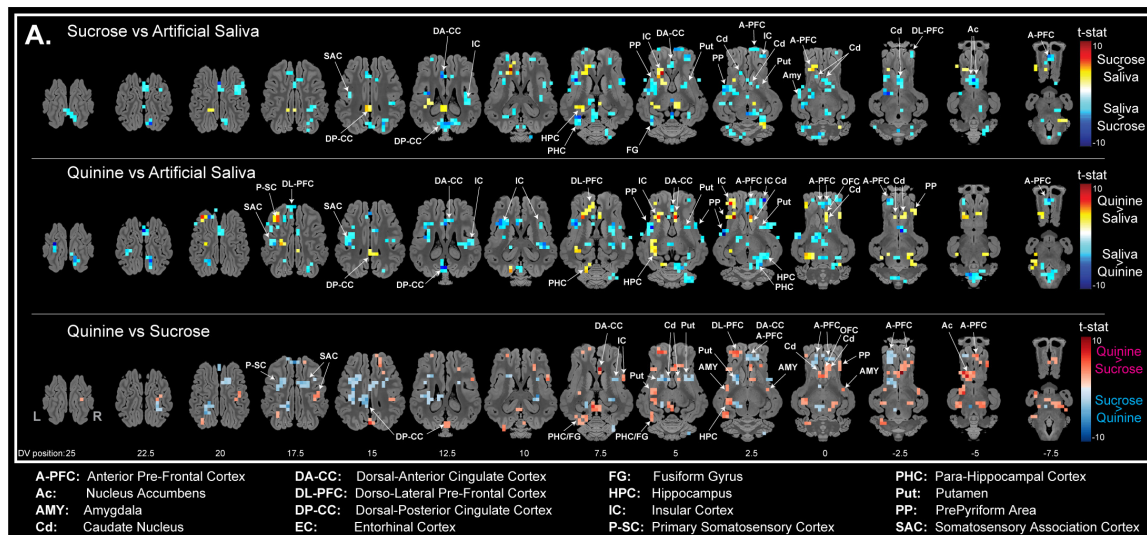 A.
Sucrose vs Artificial Saliva
SAC
DA-CC
IC
DP-CC
DP-CC
HPC
PHC
PP
IC
DA-CC
Put
FG
A-PFC
Cd
IC
Cd
PP
Put
A-PFC
Cd
Amy
Cd
DL-PFC
Ac
A-PFC
t-stat
10
Sucrose
>
Saliva
Saliva
>
Sucrose
-10
Quinine vs Artificial Saliva
P-SC
DL-PFC
SAC
SAC
DP-CC
DA-CC
IC
DP-CC
IC
DL-PFC
PHC
PP
IC
DA-CC
Put
HPC
PP
IC
A-PFC
IC
Cd
Put
HPC
PHC
A-PFC
OFC
Cd
A-PFC
Cd
PP
A-PFC
t-stat
10
Quinine
>
Saliva
Saliva
>
Quinine
-10
Quinine vs Sucrose
P-SC
SAC
DP-CC
DA-CC
IC
PHC/FG
Cd
Put
Put
PHC/FG
DL-PFC
DA-CC
A-PFC
Put
AMY
AMY
HPC
A-PFC
OFC
Cd
Cd
PP
AMY
A-PFC
Ac
A-PFC
t-stat
10
Quinine
>
Sucrose
Sucrose
>
Quinine
-10
L R
DV position:25 22.5 20 17.5 15 12.5 10 7.5 5 2.5 0 -2.5 -5 -7.5
A-PFC: Anterior Pre-Frontal Cortex DA-CC: Dorsal-Anterior Cingulate Cortex FG: Fusiform Gyrus PHC: Para-Hippocampal Cortex
Ac: Nucleus Accumbens DL-PFC: Dorso-Lateral Pre-Frontal Cortex HPC: Hippocampus Put: Putamen
AMY: Amygdala DP-CC: Dorsal-Posterior Cingulate Cortex IC: Insular Cortex PP: PrePyriform Area
Cd: Caudate Nucleus EC: Entorhinal Cortex P-SC: Primary Somatosensory Cortex SAC: Somatosensory Association Cortex